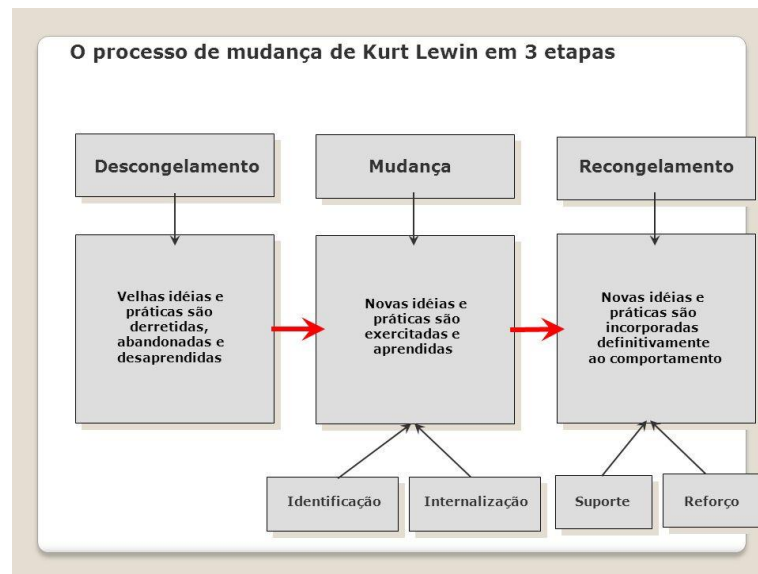 O processo de mudança de Kurt Lewin em 3 etapas
Descongelamento
Mudança
Recongelamento
Velhas idéias e
práticas são
derretidas,
abandonadas e
desaprendidas
Novas idéias e
práticas são
exercitadas e
aprendidas
Novas idéias e
práticas são
incorporadas
definitivamente
ao comportamento
Identificação
Internalização
Suporte
Reforço